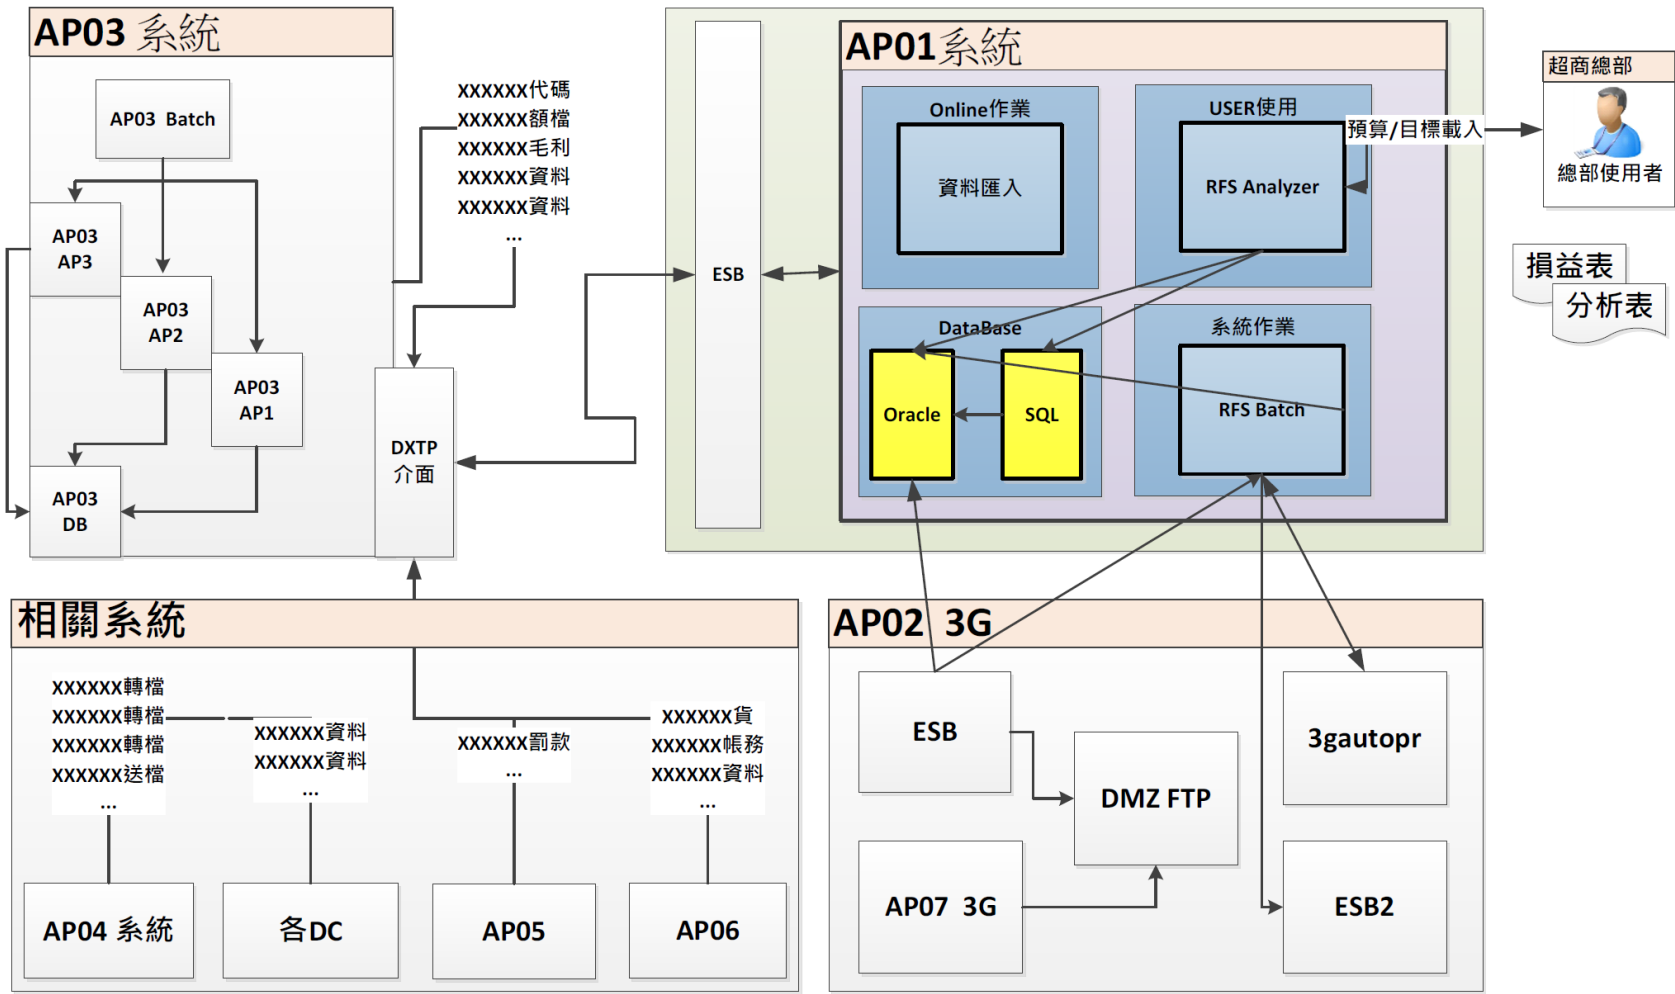 AP03 系統
AP03 Batch
AP03
AP3
AP03
AP2
AP03
AP1
AP03
DB
XXXXXX代碼
XXXXXX額檔
XXXXXX毛利
XXXXXX資料
XXXXXX資料
...
DXTP
介面
ESB
AP01系統
Online作業
資料匯入
USER使用
RFS Analyzer
預算/目標載入
DataBase
Oracle
SQL
系統作業
RFS Batch
超商總部
總部使用者
損益表
分析表
相關系統
XXXXXX轉檔
XXXXXX轉檔
XXXXXX轉檔
XXXXXX送檔
...
XXXXXX資料
XXXXXX資料
...
XXXXXX罰款
...
XXXXXX貨
XXXXXX帳務
XXXXXX資料
...
AP04 系統
各DC
AP05
AP06
AP02 3G
ESB
DMZ FTP
3gautopr
AP07 3G
ESB2